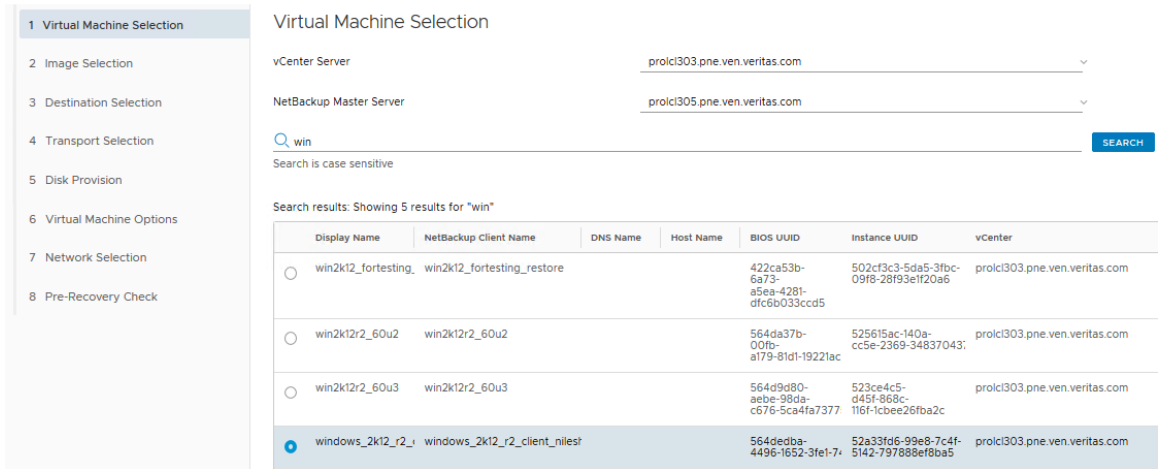 1 Virtual Machine Selection
2 Image Selection
3 Destination Selection
4 Transport Selection
5 Disk Provision
6 Virtual Machine Options
7 Network Selection
8 Pre-Recovery Check
Virtual Machine Selection
vCenter Server prolcl303.pne.ven.veritas.com
NetBackup Master Server prolcl305.pne.ven.veritas.com
win SEARCH
Search is case sensitive
Search results: Showing 5 results for "win"
Display Name NetBackup Client Name DNS Name Host Name BIOS UUID Instance UUID vCenter
win2k12_fortesting_ win2k12_fortesting_restore 422ca53b- 502cf3c3-5da5-3fbc- prolcl303.pne.ven.veritas.com
6a73- 09f8-28f93e1f20a6
a5ea-4281-
dfc6b033ccd5
win2k12r2_60u2 win2k12r2_60u2 564da37b- 525615ac-140a- prolcl303.pne.ven.veritas.com
00fb- cc5e-2369-34837043
a179-81d1-19221ac
win2k12r2_60u3 win2k12r2_60u3 564d9d80- 523ce4c5- prolcl303.pne.ven.veritas.com
aebe-98da- d45f-868c-
c676-5ca4fa7377 116f-1cbee26fba2c
windows_2k12_r2_ windows_2k12_r2_client_nilesh 564dedba- 52a33fd6-99e8-7c4f- prolcl303.pne.ven.veritas.com
4496-1652-3fe1-7 5142-797888ef8ba5